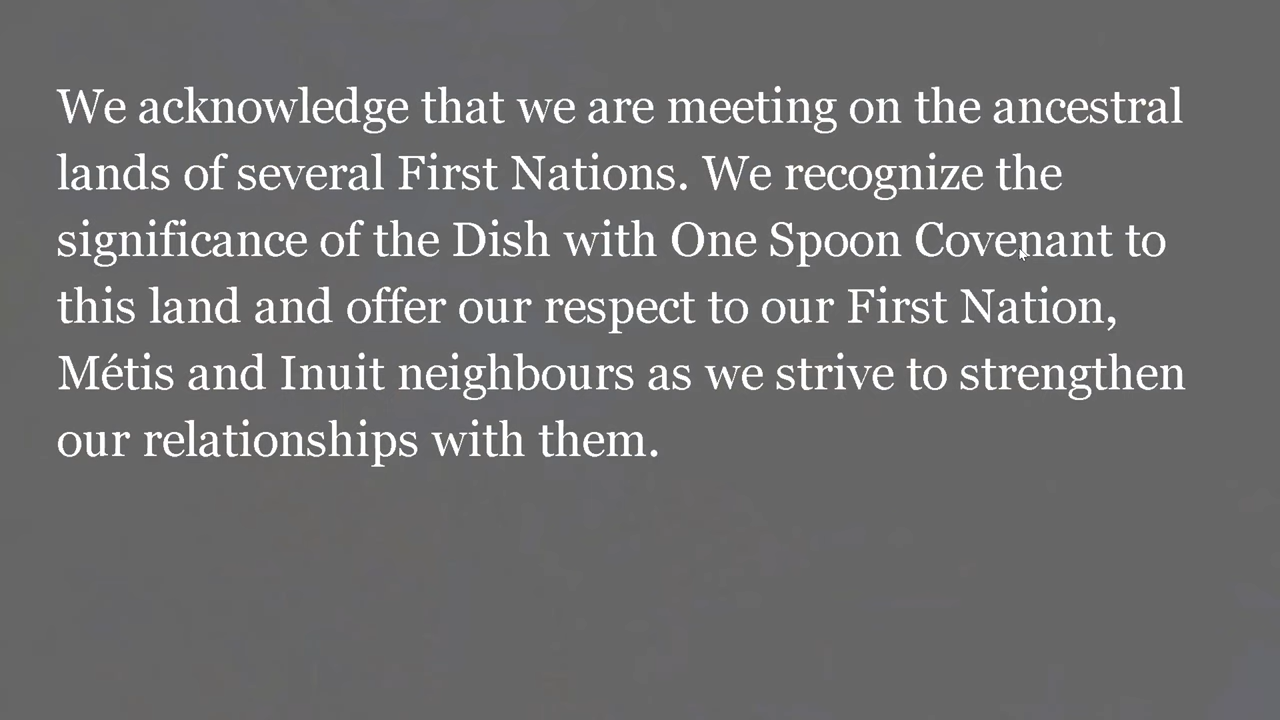 We acknowledge that we are meeting on the ancestral
lands of several First Nations. We recognize the
significance of the Dish with One Spoon Covenant to
this land and offer our respect to our First Nation,
Métis and Inuit neighbours as we strive to strengthen
our relationships with them.